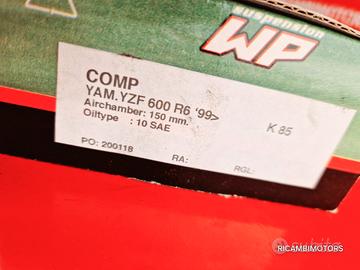 suspension
WP
COMP
YAM.YZF 600 R6 '99>
Airchamber: 150 mm.
Oiltype : 10 SAE
K 85
PO: 200118
RA:
RGL:
subito
RICAMBIMOTORS